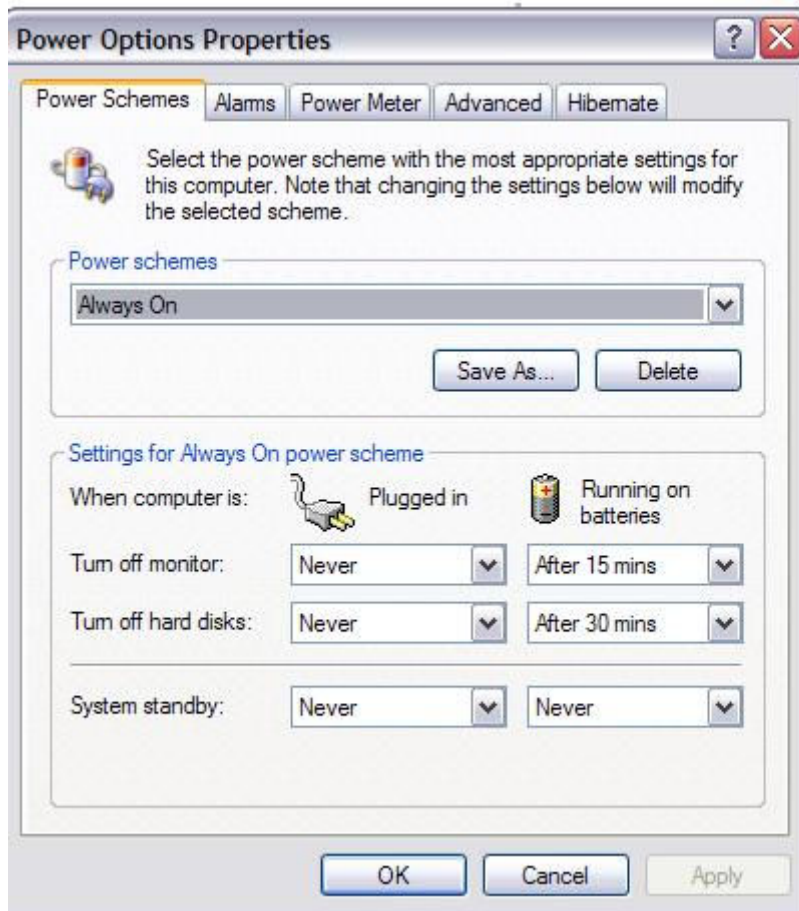 Power Options Properties
?
Power Schemes Alarms Power Meter Advanced Hibernate
Select the power scheme with the most appropriate settings for
this computer. Note that changing the settings below will modify
the selected scheme.
Power schemes
Always On
Save As... Delete
Settings for Always On power scheme
When computer is: Plugged in Running on
batteries
Turn off monitor: Never After 15 mins
Turn off hard disks: Never After 30 mins
System standby: Never Never
OK Cancel Apply